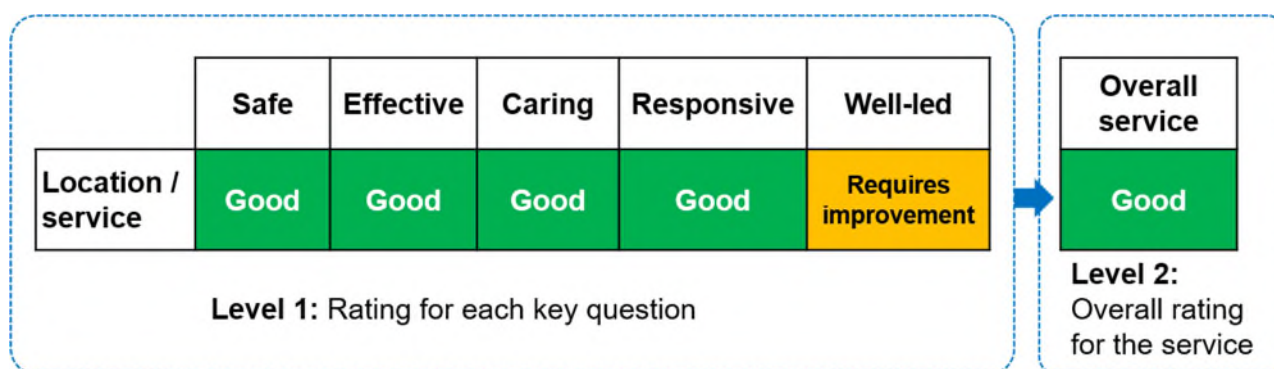 Safe Effective Caring Responsive Well-led
Location /
service
Good Good Good Good Requires
improvement
Level 1: Rating for each key question
Overall
service
Good
Level 2:
Overall rating
for the service